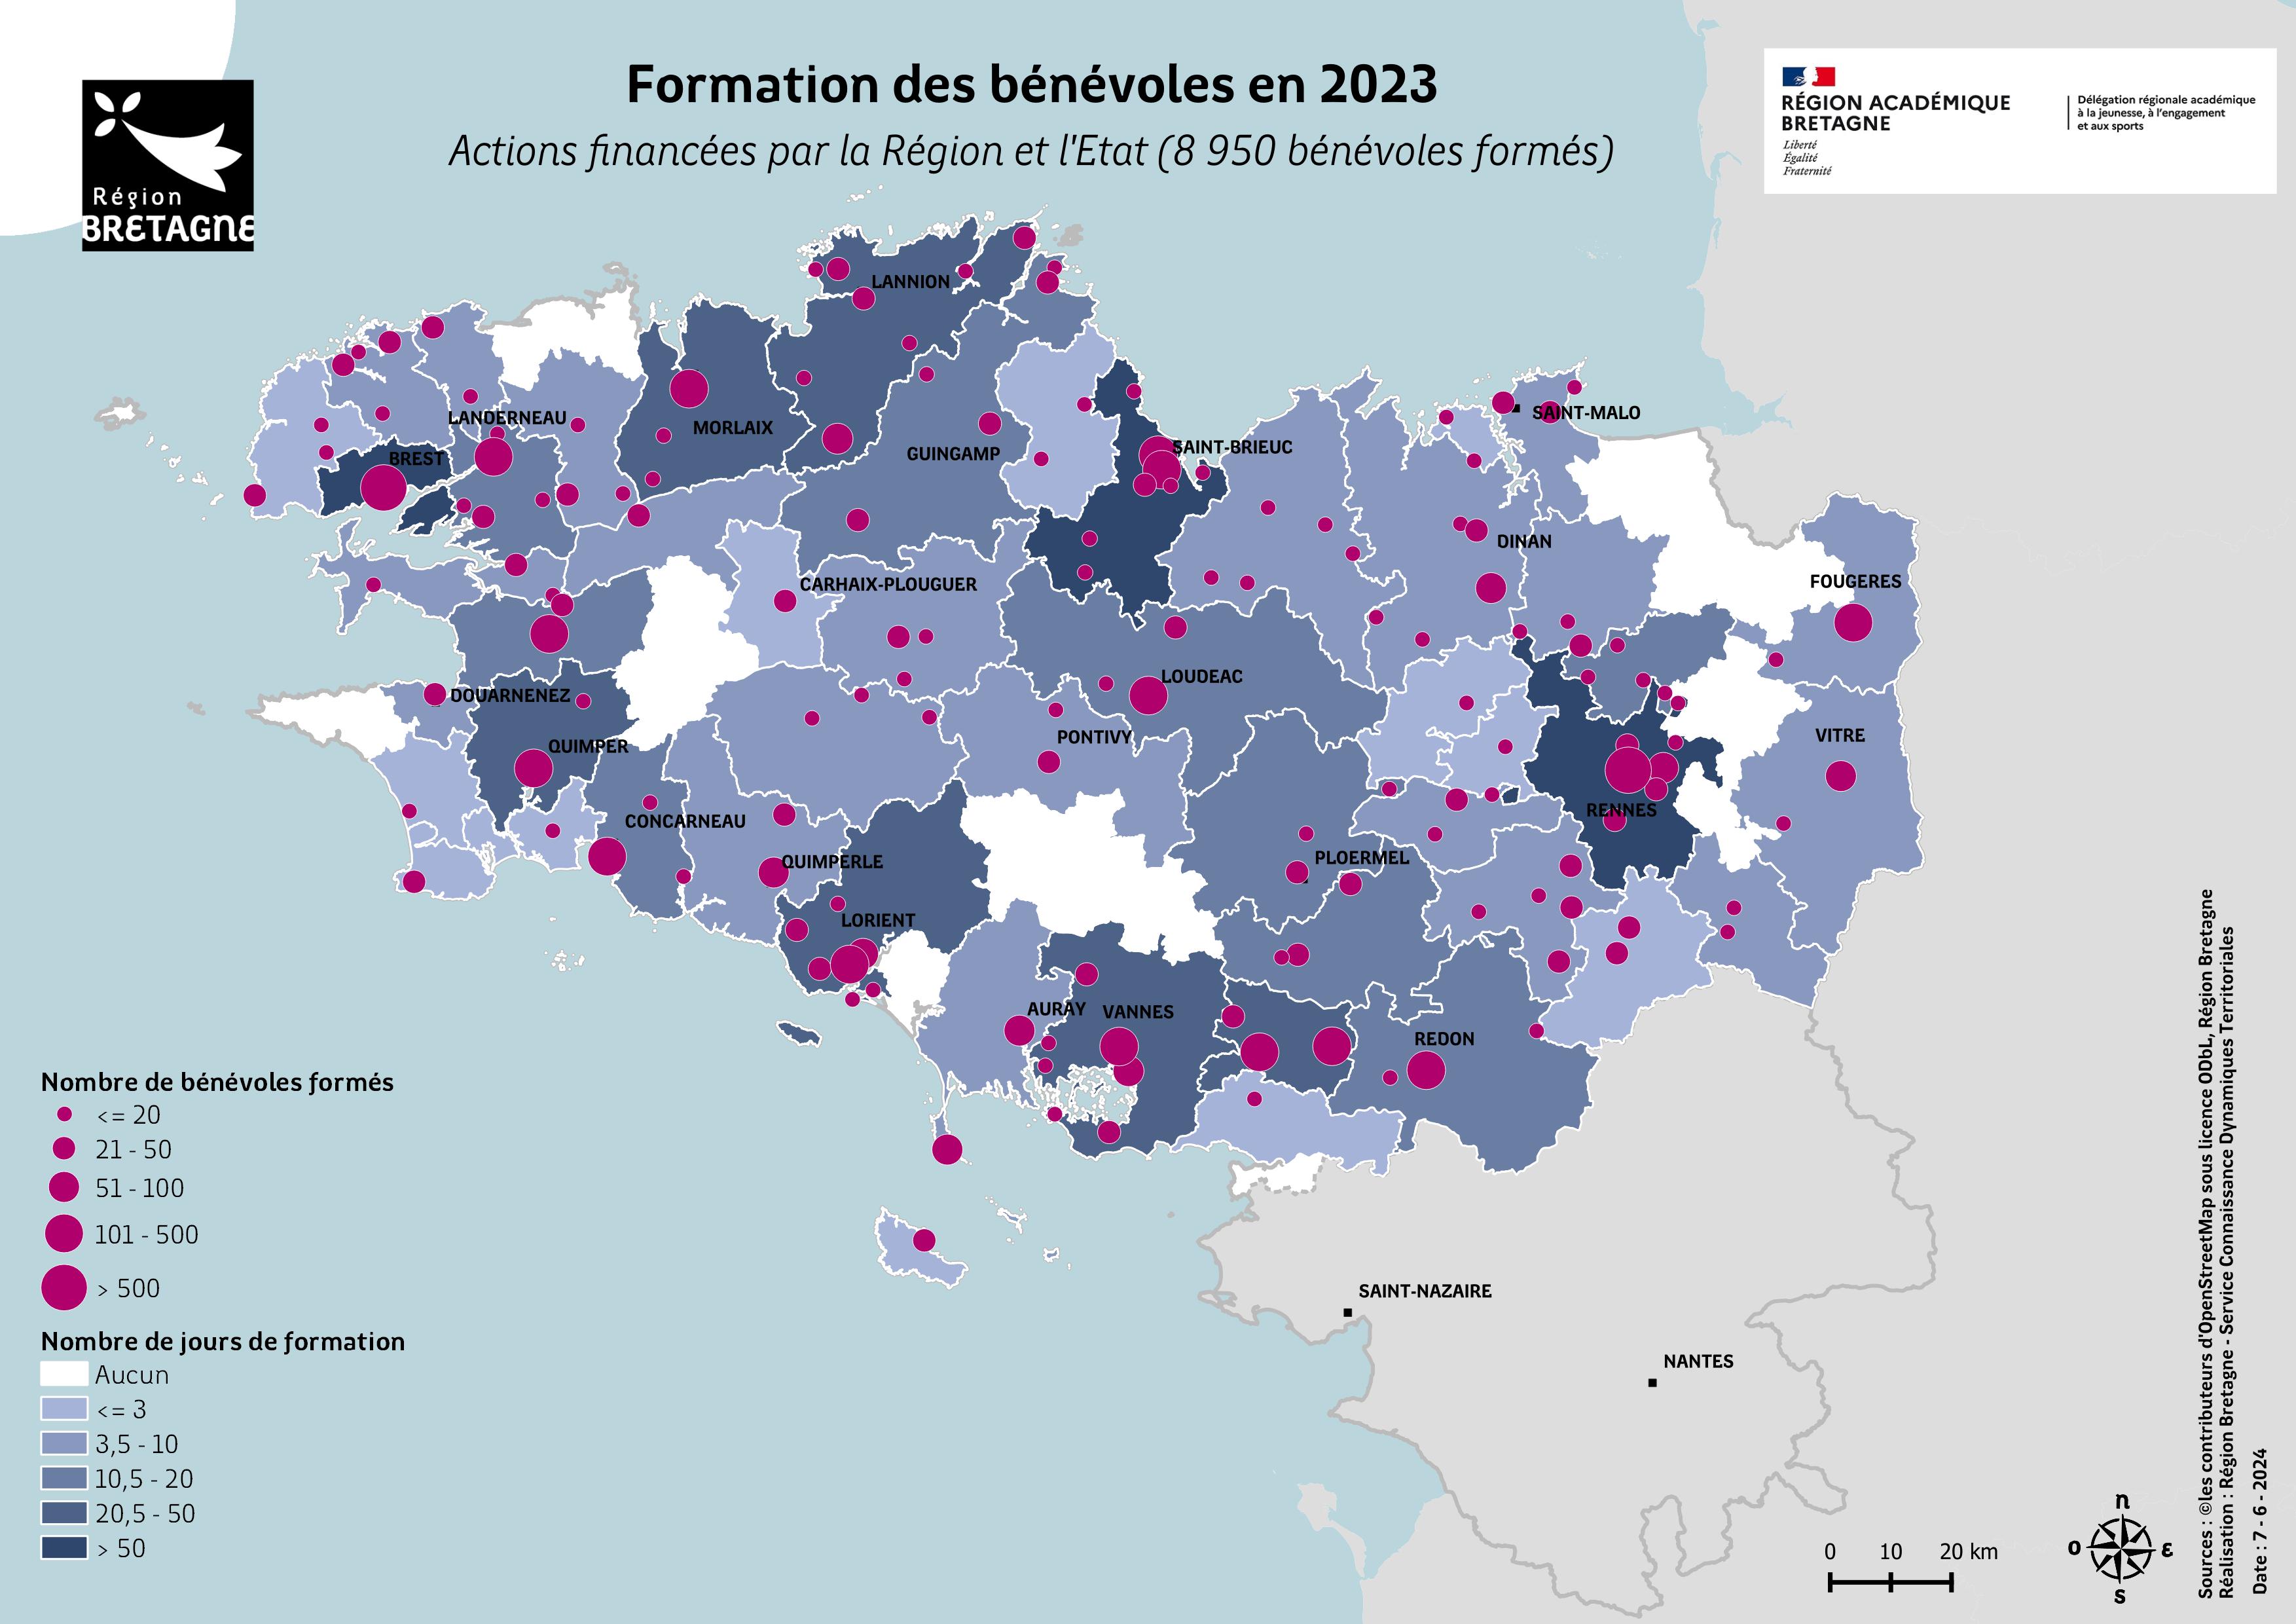 Formation des bénévoles en 2023
Actions financées par la Région et l'Etat (8 950 bénévoles formés)
Région
BRETAGNE
RÉGION ACADÉMIQUE
BRETAGNE
Liberté
Égalité
Fraternité
Délégation régionale académique
à la jeunesse, à l'engagement
et aux sports
LANNION
LANDERNEAU
MORLAIX
SAINT-MALO
BREST
GUINGAMP
SAINT-BRIEUC
DINAN
CARHAIX-PLOUGUER
FOUGERES
DOUARNENEZ
LOUDEAC
QUIMPER
PONTIVY
VITRE
CONCARNEAU
RENNES
QUIMPERLE
PLOERMEL
LORIENT
AURAY
VANNES
REDON
SAINT-NAZAIRE
NANTES
Nombre de bénévoles formés
<= 20
21 - 50
51 - 100
101 - 500
> 500
Nombre de jours de formation
Aucun
<= 3
3,5 - 10
10,5 - 20
20,5 - 50
> 50
0 10 20 km
n
o ε
s
Sources : ©les contributeurs d'OpenStreetMap sous licence ODbL, Région Bretagne
Réalisation : Région Bretagne - Service Connaissance Dynamiques Territoriales
Date : 7 - 6 - 2024